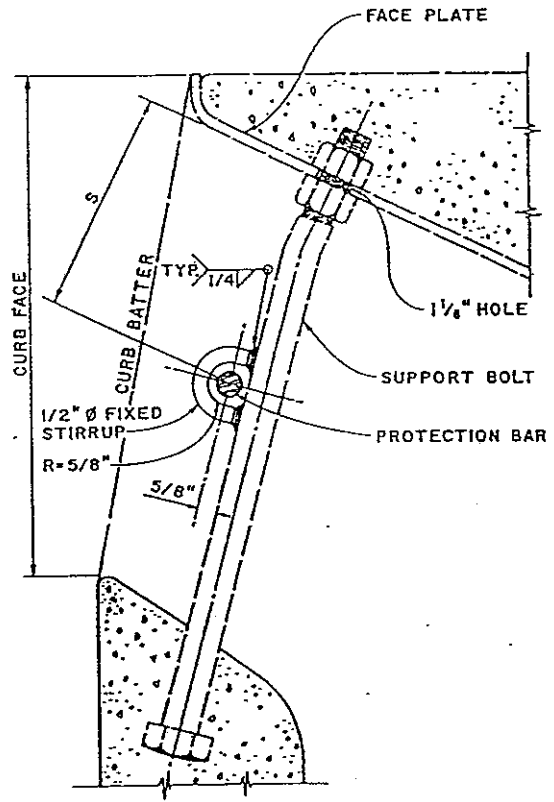 FACE PLATE
S
TYP.
1/4
CURB FACE
CURB BATTER
1 1/8" HOLE
SUPPORT BOLT
1/2" Ø FIXED
STIRRUP
PROTECTION BAR
R=5/8"
5/8"